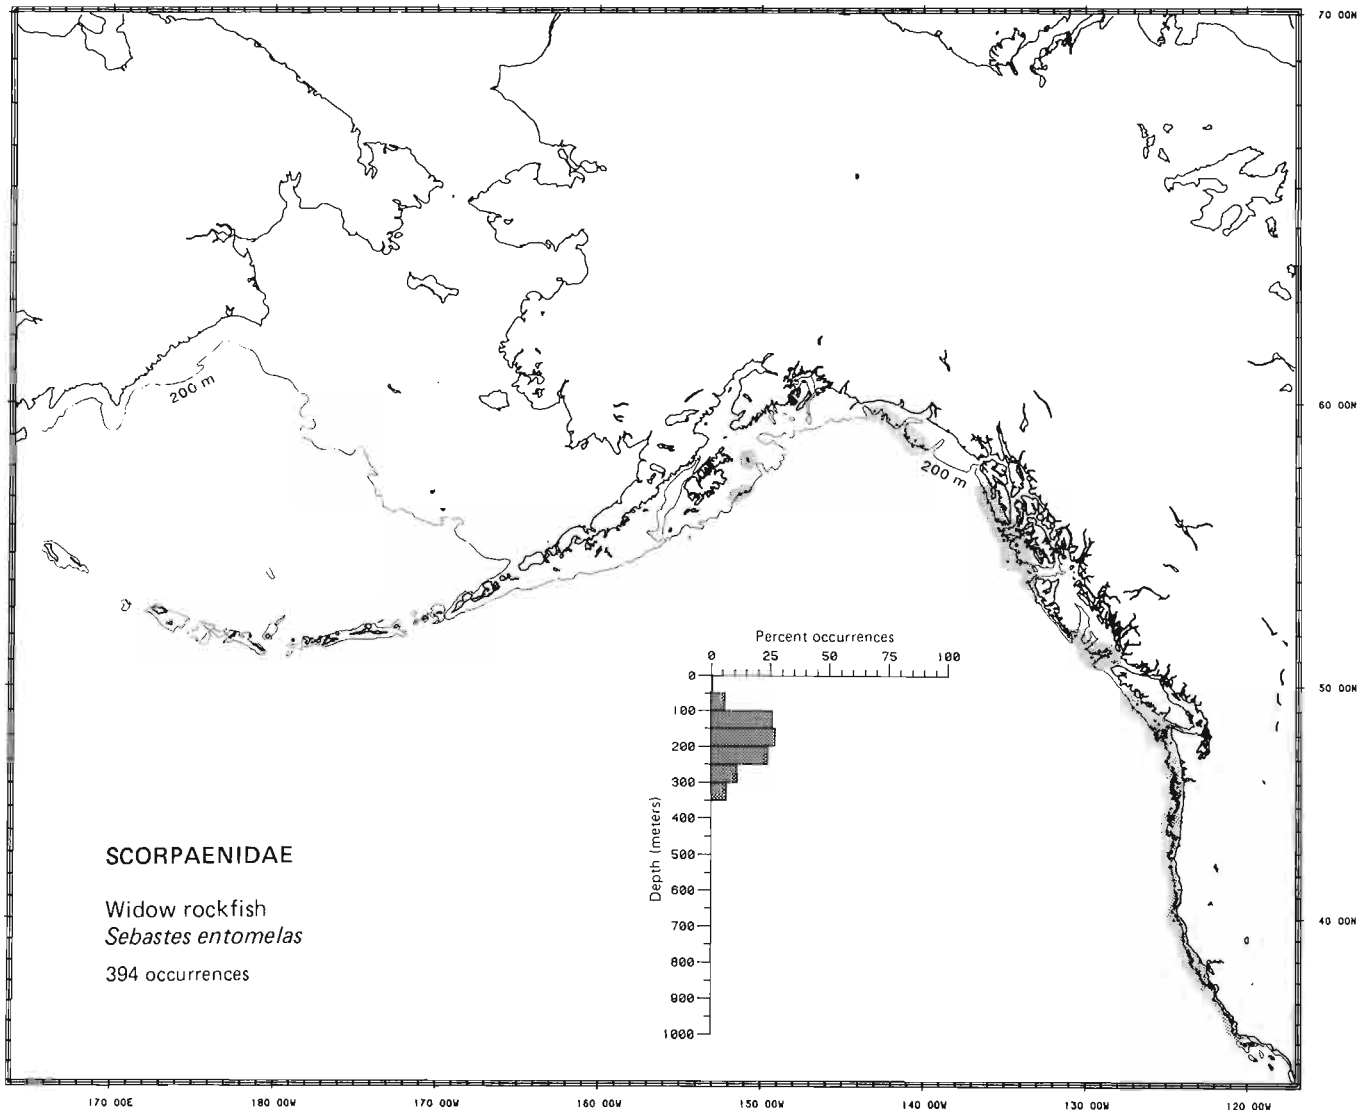 70 00N
200 m
60 00N
200 m
Percent occurrences
0 25 50 75 100
50 00N
0
100
200
300
400
500
600
700
800
900
1000
Depth (meters)
40 00N
SCORPAENIDAE
Widow rockfish
Sebastes entomelas
394 occurrences
170 00E 180 00W 170 00W 160 00W 150 00W 140 00W 130 00W 120 00W